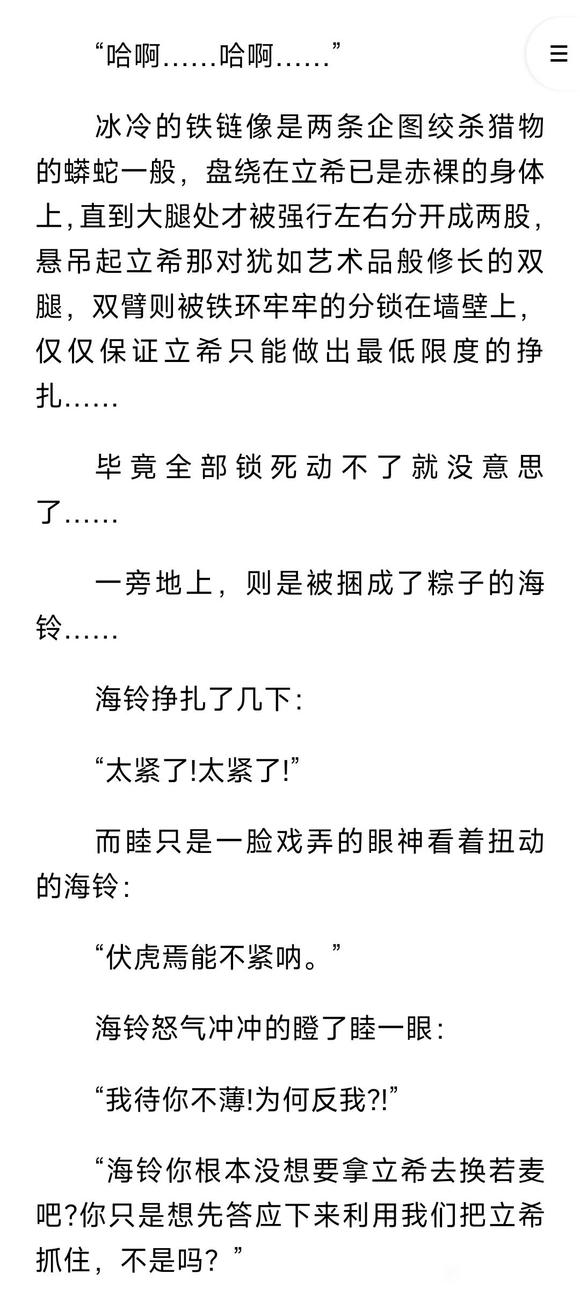 “哈啊……哈啊……”
冰冷的铁链像是两条企图绞杀猎物
的蟒蛇一般，盘绕在立希已是赤裸的身体
上，直到大腿处才被强行左右分开成两股，
悬吊起立希那对犹如艺术品般修长的双
腿，双臂则被铁环牢牢的分锁在墙壁上，
仅仅保证立希只能做出最低限度的挣
扎……
毕竟全部锁死动不了就没意思
了……
一旁地上，则是被捆成了粽子的海
铃……
海铃挣扎了几下：
“太紧了!太紧了!”
而睦只是一脸戏弄的眼神看着扭动
的海铃：
“伏虎焉能不紧呐。”
海铃怒气冲冲的瞪了睦一眼：
“我待你不薄!为何反我?!”
“海铃你根本没想要拿立希去换若麦
吧?你只是想先答应下来利用我们把立希
抓住，不是吗？”